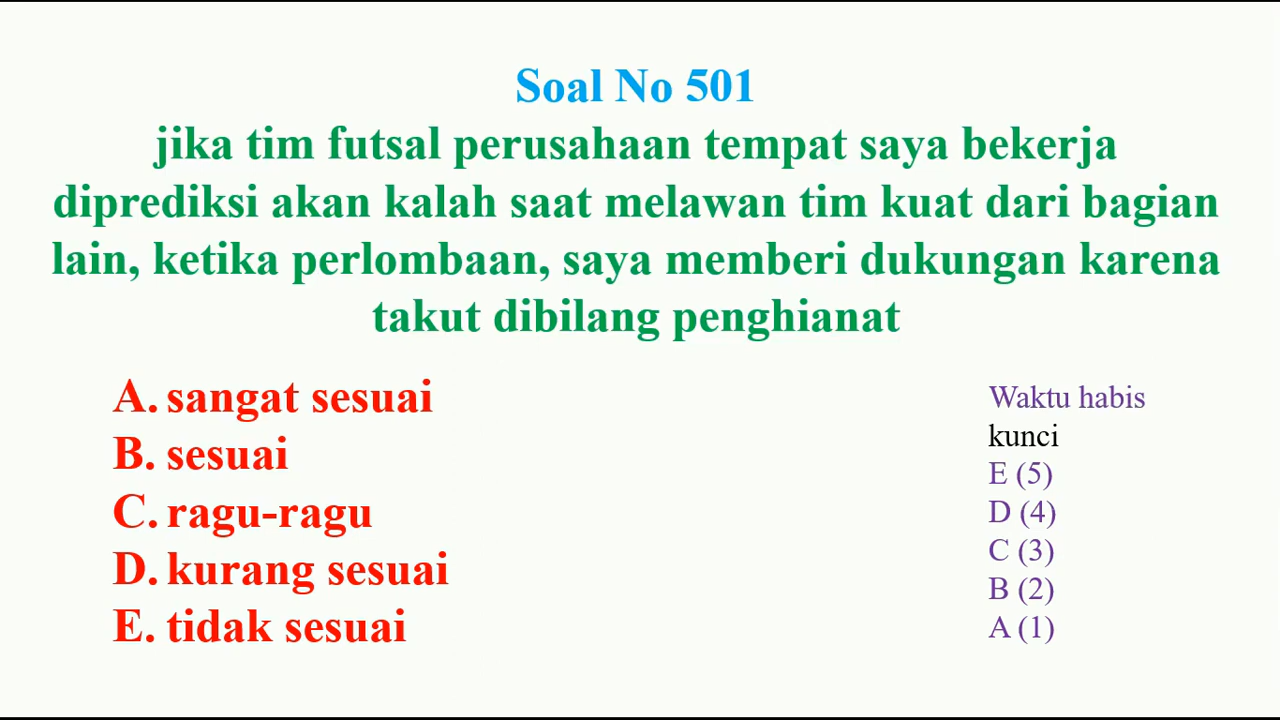 Soal No 501
jika tim futsal perusahaan tempat saya bekerja
diprediksi akan kalah saat melawan tim kuat dari bagian
lain, ketika perlombaan, saya memberi dukungan karena
takut dibilang penghianat
A. sangat sesuai
B. sesuai
C. ragu-ragu
D. kurang sesuai
E. tidak sesuai
Waktu habis
kunci
E (5)
D (4)
C (3)
B (2)
A (1)